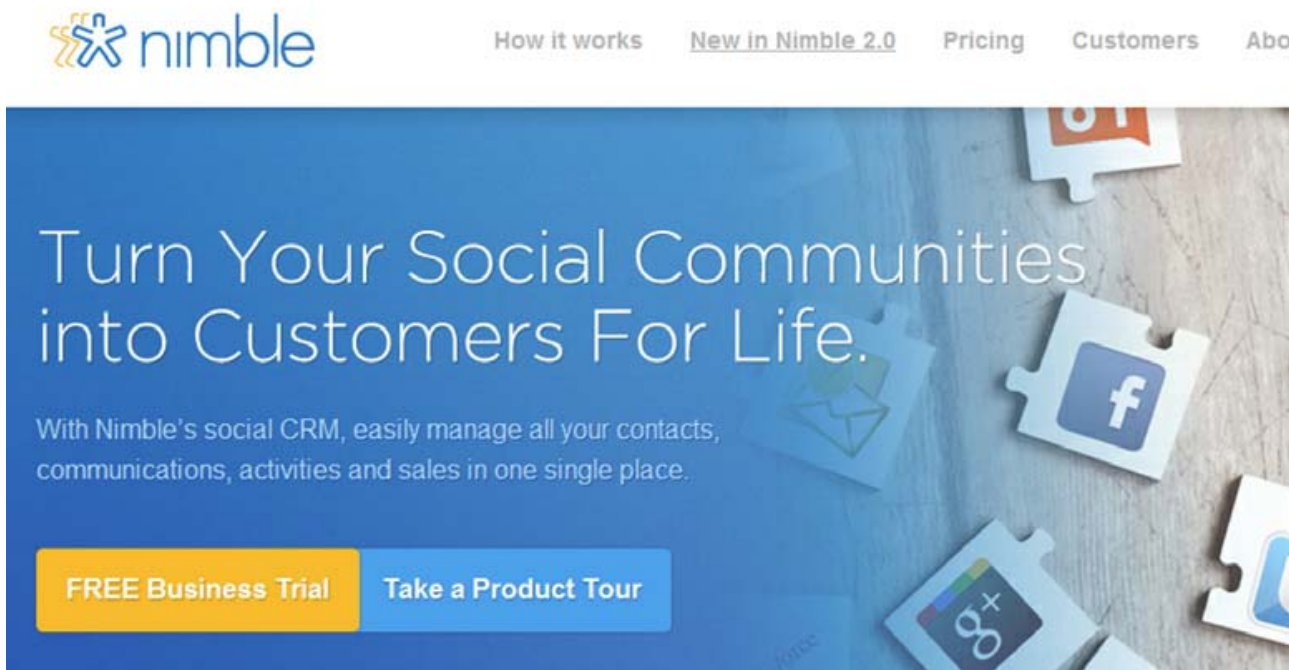 nimble
How it works New in Nimble 2.0 Pricing Customers Abo
Turn Your Social Communities
into Customers For Life.
With Nimble's social CRM, easily manage all your contacts,
communications, activities and sales in one single place.
FREE Business Trial Take a Product Tour
f
g+